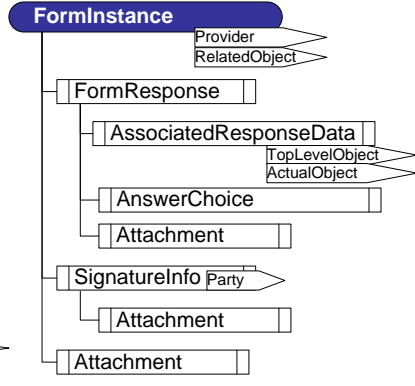 FormInstance
Provider
RelatedObject
FormResponse
AssociatedResponseData
TopLevelObject
ActualObject
AnswerChoice
Attachment
SignatureInfo
Party
Attachment
Attachment